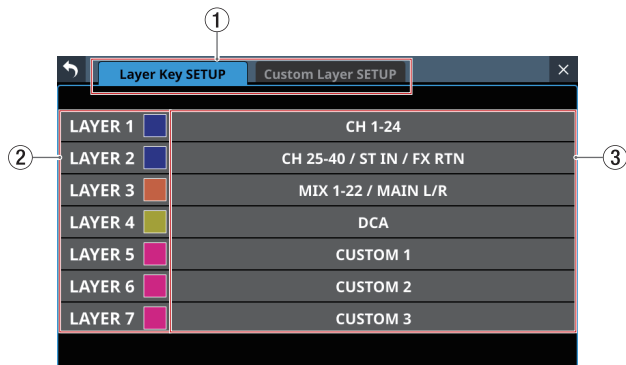 ①
Layer Key SETUP Custom Layer SETUP ×
LAYER 1 CH 1-24
② LAYER 2 CH 25-40 / ST IN / FX RTN ③
LAYER 3 MIX 1-22 / MAIN L/R
LAYER 4 DCA
LAYER 5 CUSTOM 1
LAYER 6 CUSTOM 2
LAYER 7 CUSTOM 3